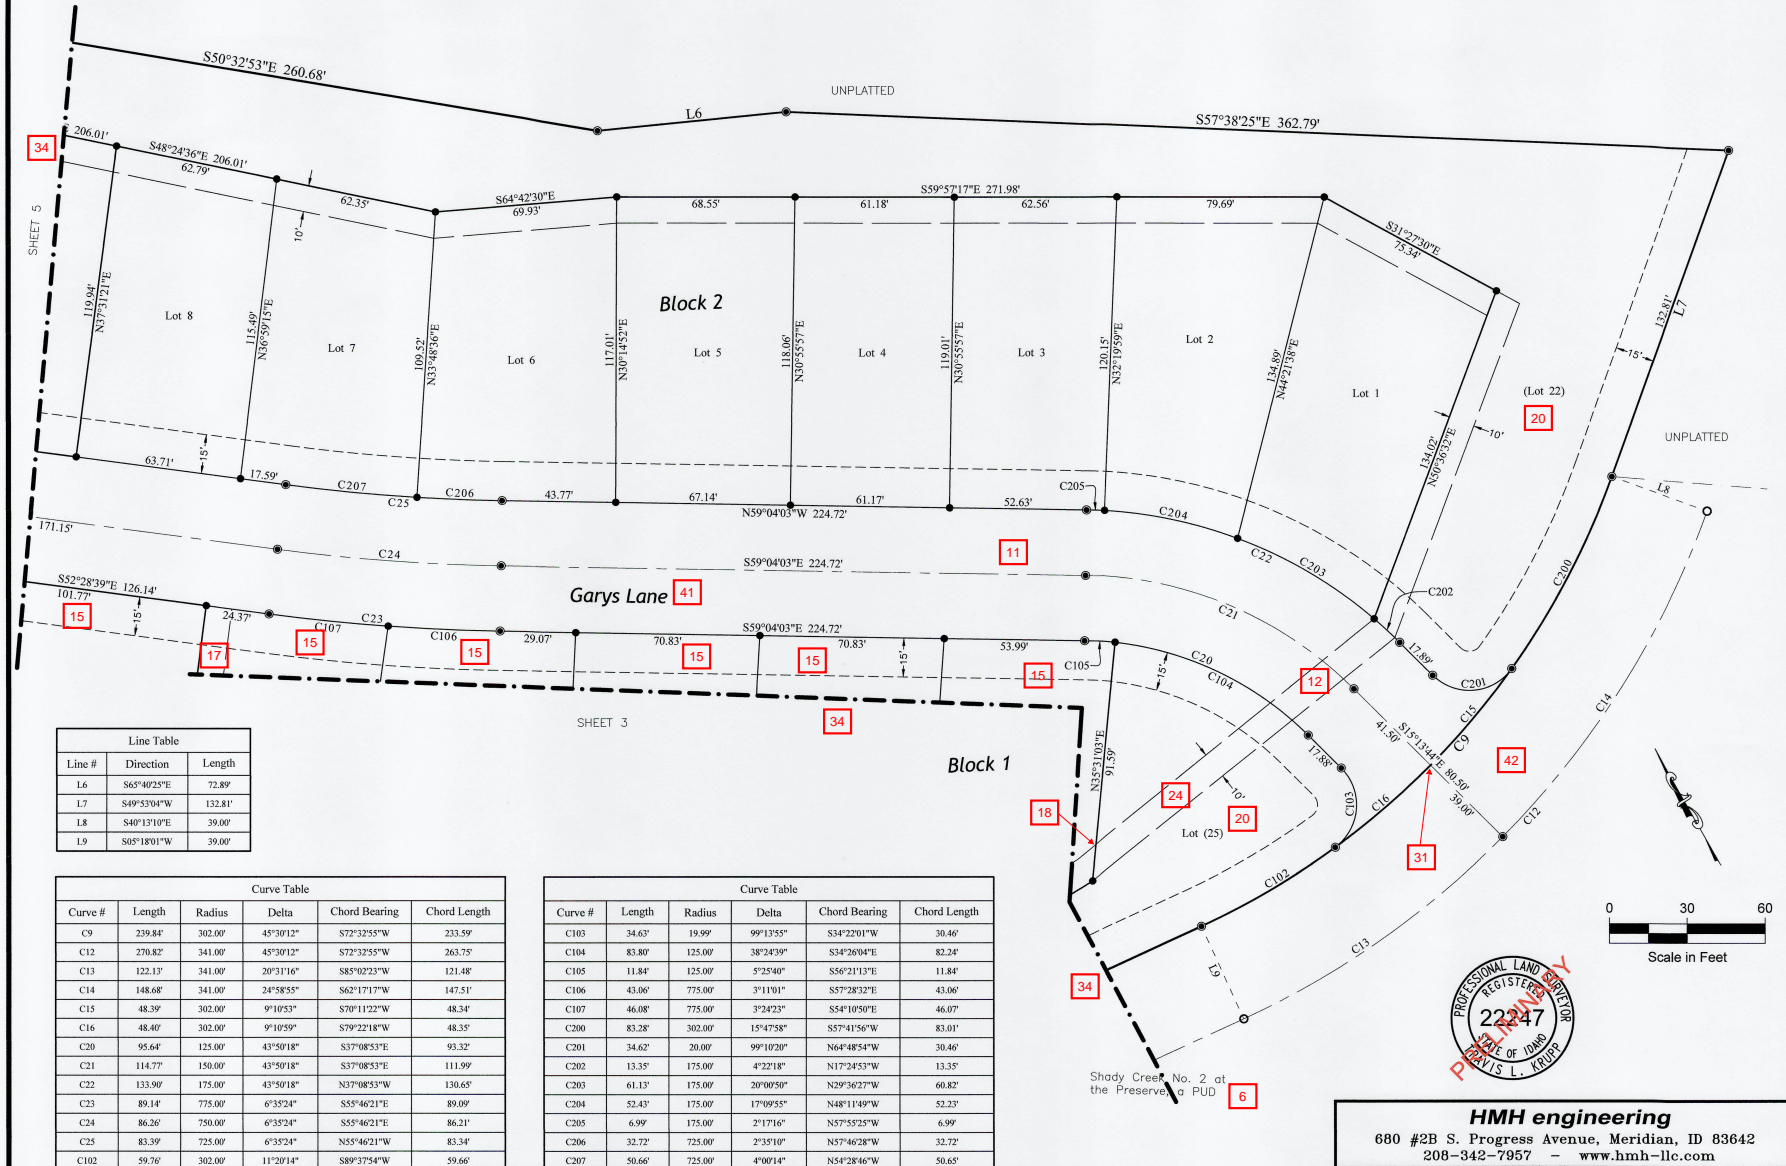 S50°32'53"E 260.68'
L6
UNPLATTED
S57°38'25"E 362.79'
206.01'
34
S48°24'36"E 206.01'
62.79'
62.35'
S64°42'30"E
69.93'
S59°57'17"E 271.98'
68.55'
61.18'
62.56'
79.69'
S31°27'30"E
75.34'
SHEET 5
10'
119.94'
N37°31'21"E
Lot 8
115.49'
N36°59'15"E
Lot 7
109.52'
N33°48'36"E
Lot 6
117.01'
N30°14'52"E
Block 2
Lot 5
118.06'
N30°55'57"E
Lot 4
119.01'
N30°55'57"E
Lot 3
120.15'
N32°19'59"E
Lot 2
134.89'
N44°21'38"E
Lot 1
134.02'
N50°36'32"E
10'
(Lot 22)
20
132.81'
L7
15'
UNPLATTED
L8
63.71'
15'
17.59'
C207
C25
C206
43.77'
67.14'
61.17'
52.63'
C205
N59°04'03"W 224.72'
C204
C22
C203
C202
C200
171.15'
C24
S59°04'03"E 224.72'
11
Garys Lane
41
C21
S52°28'39"E 126.14'
101.77'
15
15'
24.37'
17
C107
15
C23
C106
15
29.07'
S59°04'03"E 224.72'
70.83'
15
70.83'
15
15'
53.99'
15
C105
C20
C104
15'
12
17.89'
C201
C15
C9
C14
S15°13'44"E 80.50'
41.50'
39.00'
42
SHEET 3
34
Block 1
N35°31'03"E
91.59'
17.88'
C103
C16
C12
18
24
10'
20
Lot (25)
31
C102
C13
L9
34
Line Table
Line # Direction Length
L6 S65°40'25"E 72.89'
L7 S49°53'04"W 132.81'
L8 S40°13'10"E 39.00'
L9 S05°18'01"W 39.00'
Curve Table
Curve # Length Radius Delta Chord Bearing Chord Length
C9 239.84' 302.00' 45°30'12" S72°32'55"W 233.59'
C12 270.82' 341.00' 45°30'12" S72°32'55"W 263.75'
C13 122.13' 341.00' 20°31'16" S85°02'23"W 121.48'
C14 148.68' 341.00' 24°58'55" S62°17'17"W 147.51'
C15 48.39' 302.00' 9°10'53" S70°11'22"W 48.34'
C16 48.40' 302.00' 9°10'59" S79°22'18"W 48.35'
C20 95.64' 125.00' 43°50'18" S37°08'53"E 93.32'
C21 114.77' 150.00' 43°50'18" S37°08'53"E 111.99'
C22 133.90' 175.00' 43°50'18" N37°08'53"W 130.65'
C23 89.14' 775.00' 6°35'24" S55°46'21"E 89.09'
C24 86.26' 750.00' 6°35'24" S55°46'21"E 86.21'
C25 83.39' 725.00' 6°35'24" N55°46'21"W 83.34'
C102 59.76' 302.00' 11°20'14" S89°37'54"W 59.66'
Curve Table
Curve # Length Radius Delta Chord Bearing Chord Length
C103 34.63' 19.99' 99°13'55" S34°22'01"W 30.46'
C104 83.80' 125.00' 38°24'39" S34°26'04"E 82.24'
C105 11.84' 125.00' 5°25'40" S56°21'13"E 11.84'
C106 43.06' 775.00' 3°11'01" S57°28'32"E 43.06'
C107 46.08' 775.00' 3°24'23" S54°10'50"E 46.07'
C200 83.28' 302.00' 15°47'58" S57°41'56"W 83.01'
C201 34.62' 20.00' 99°10'20" N64°48'54"W 30.46'
C202 13.35' 175.00' 4°22'18" N17°24'53"W 13.35'
C203 61.13' 175.00' 20°00'50" N29°36'27"W 60.82'
C204 52.43' 175.00' 17°09'55" N48°11'49"W 52.23'
C205 6.99' 175.00' 2°17'16" N57°55'25"W 6.99'
C206 32.72' 725.00' 2°35'10" N57°46'28"W 32.72'
C207 50.66' 725.00' 4°00'14" N54°28'46"W 50.65'
Shady Creek No. 2 at
the Preserve, a PUD
6
0 30 60
Scale in Feet
PROFESSIONAL LAND SURVEYOR
REGISTERED
22247
STATE OF IDAHO
TRAVIS L. KRUPP
PRELIMINARY
HMH engineering
680 #2B S. Progress Avenue, Meridian, ID 83642
208-342-7957 - www.hmh-llc.com